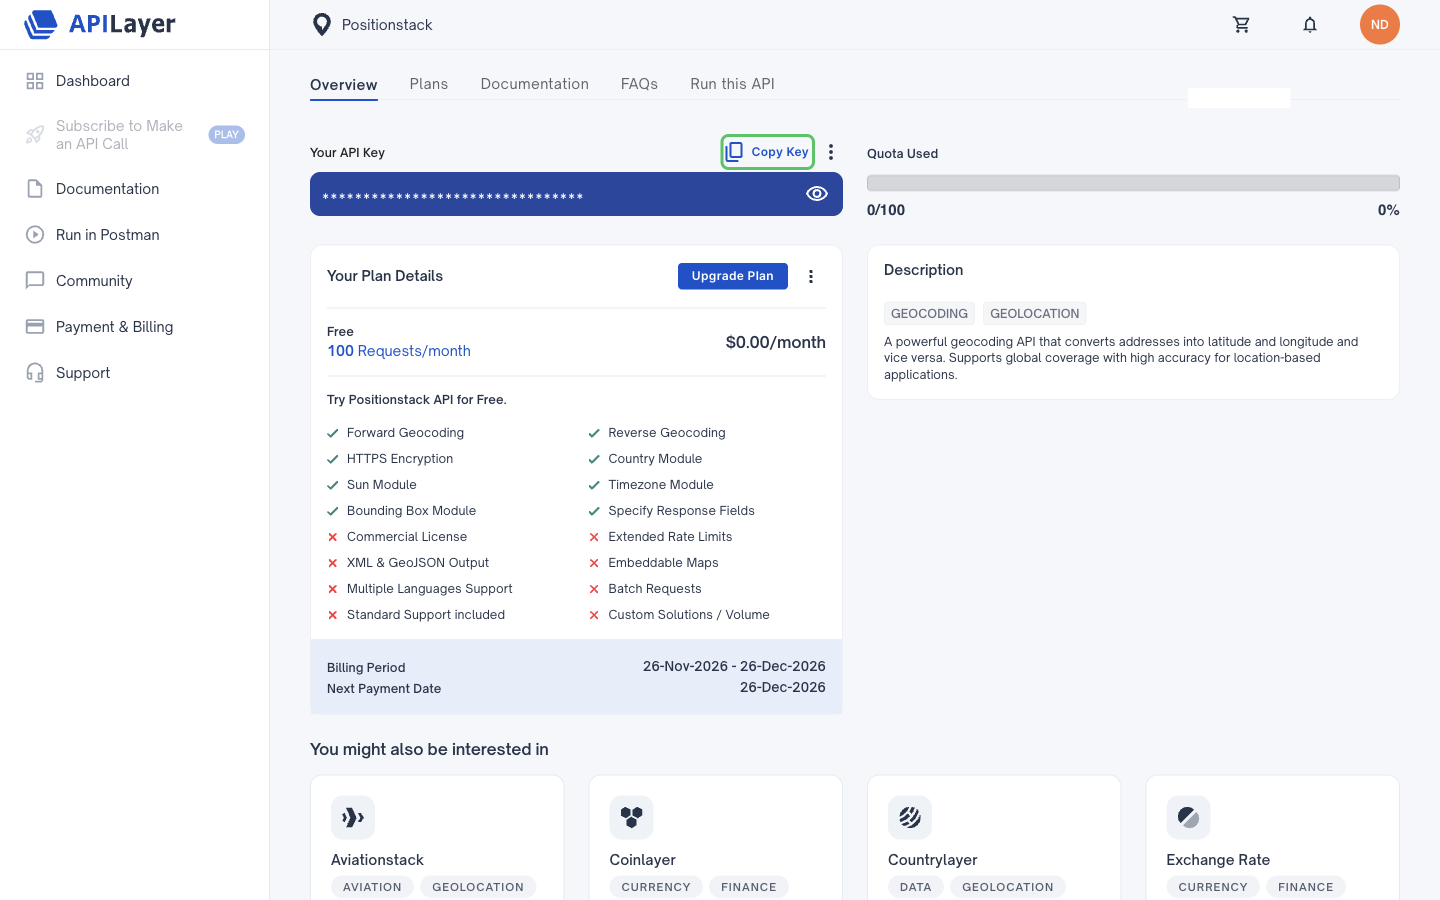 APILayer
Positionstack
ND
Dashboard
Subscribe to Make
an API Call
PLAY
Documentation
Run in Postman
Community
Payment & Billing
Support
Overview
Plans
Documentation
FAQs
Run this API
Your API Key
Copy Key
********************************
Quota Used
0/100
0%
Your Plan Details
Upgrade Plan
Free
100 Requests/month
$0.00/month
Try Positionstack API for Free.
Forward Geocoding
Reverse Geocoding
HTTPS Encryption
Country Module
Sun Module
Timezone Module
Bounding Box Module
Specify Response Fields
Commercial License
Extended Rate Limits
XML & GeoJSON Output
Embeddable Maps
Multiple Languages Support
Batch Requests
Standard Support included
Custom Solutions / Volume
Billing Period
26-Nov-2026 - 26-Dec-2026
Next Payment Date
26-Dec-2026
Description
GEOCODING
GEOLOCATION
A powerful geocoding API that converts addresses into latitude and longitude and
vice versa. Supports global coverage with high accuracy for location-based
applications.
You might also be interested in
Aviationstack
AVIATION
GEOLOCATION
Coinlayer
CURRENCY
FINANCE
Countrylayer
DATA
GEOLOCATION
Exchange Rate
CURRENCY
FINANCE